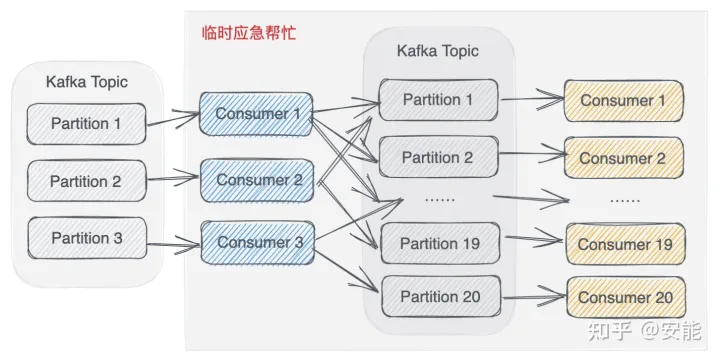 临时应急帮忙
Kafka Topic
Partition 1
Partition 2
Partition 3
Consumer 1
Consumer 2
Consumer 3
Kafka Topic
Partition 1
Partition 2
......
Partition 19
Partition 20
Consumer 1
Consumer 2
......
Consumer 19
Consumer 20
知乎 @安能